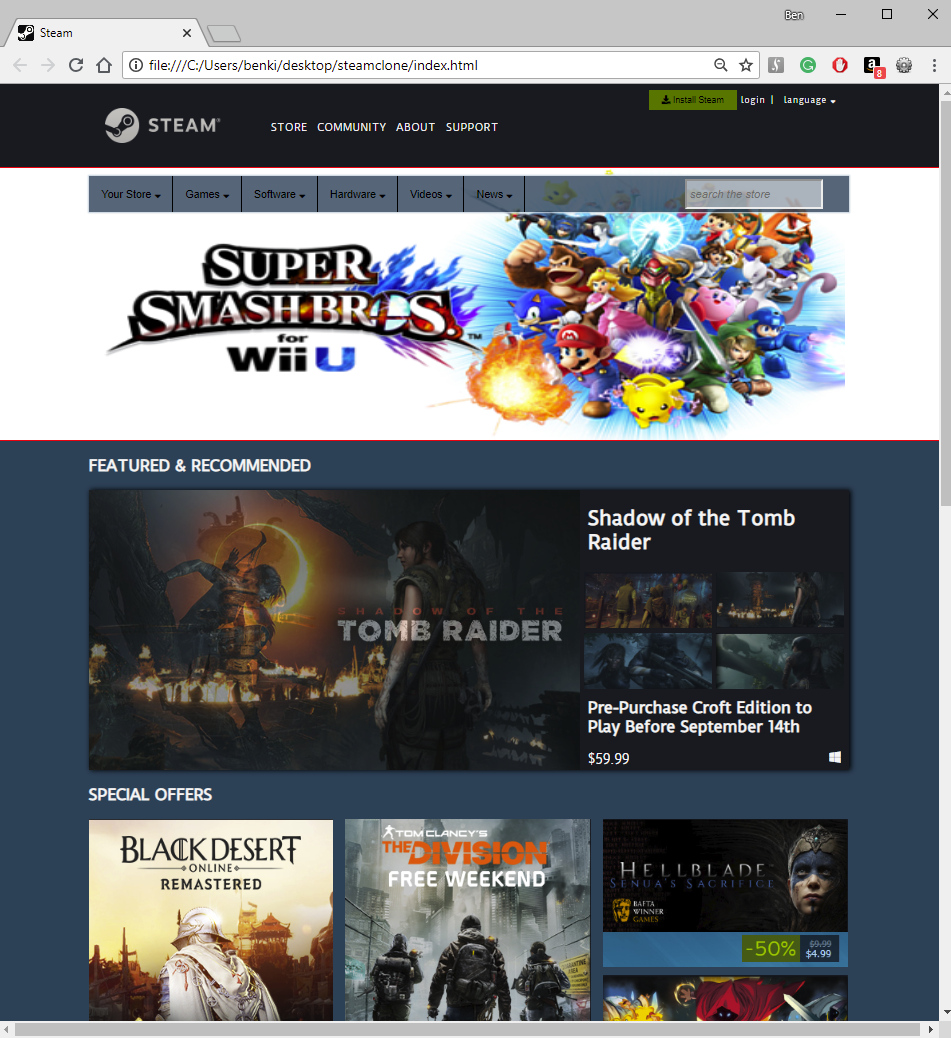 Ben
Steam
file:///C:/Users/benki/desktop/steamclone/index.html
8
Install Steam login | language
STEAM
STORE COMMUNITY ABOUT SUPPORT
Your Store Games Software Hardware Videos News search the store
SUPER
SMASH BROS.
TM
for
Wii U
FEATURED & RECOMMENDED
Shadow of the Tomb
Raider
SHADOW OF THE
TOMB RAIDER
Pre-Purchase Croft Edition to
Play Before September 14th
$59.99
SPECIAL OFFERS
BLACK DESERT
ONLINE
REMASTERED
TOM CLANCY'S
THE DIVISION
FREE WEEKEND
HELLBLADE
SENUA'S SACRIFICE
BAFTA
WINNER
GAMES
-50% $9.99
$4.99